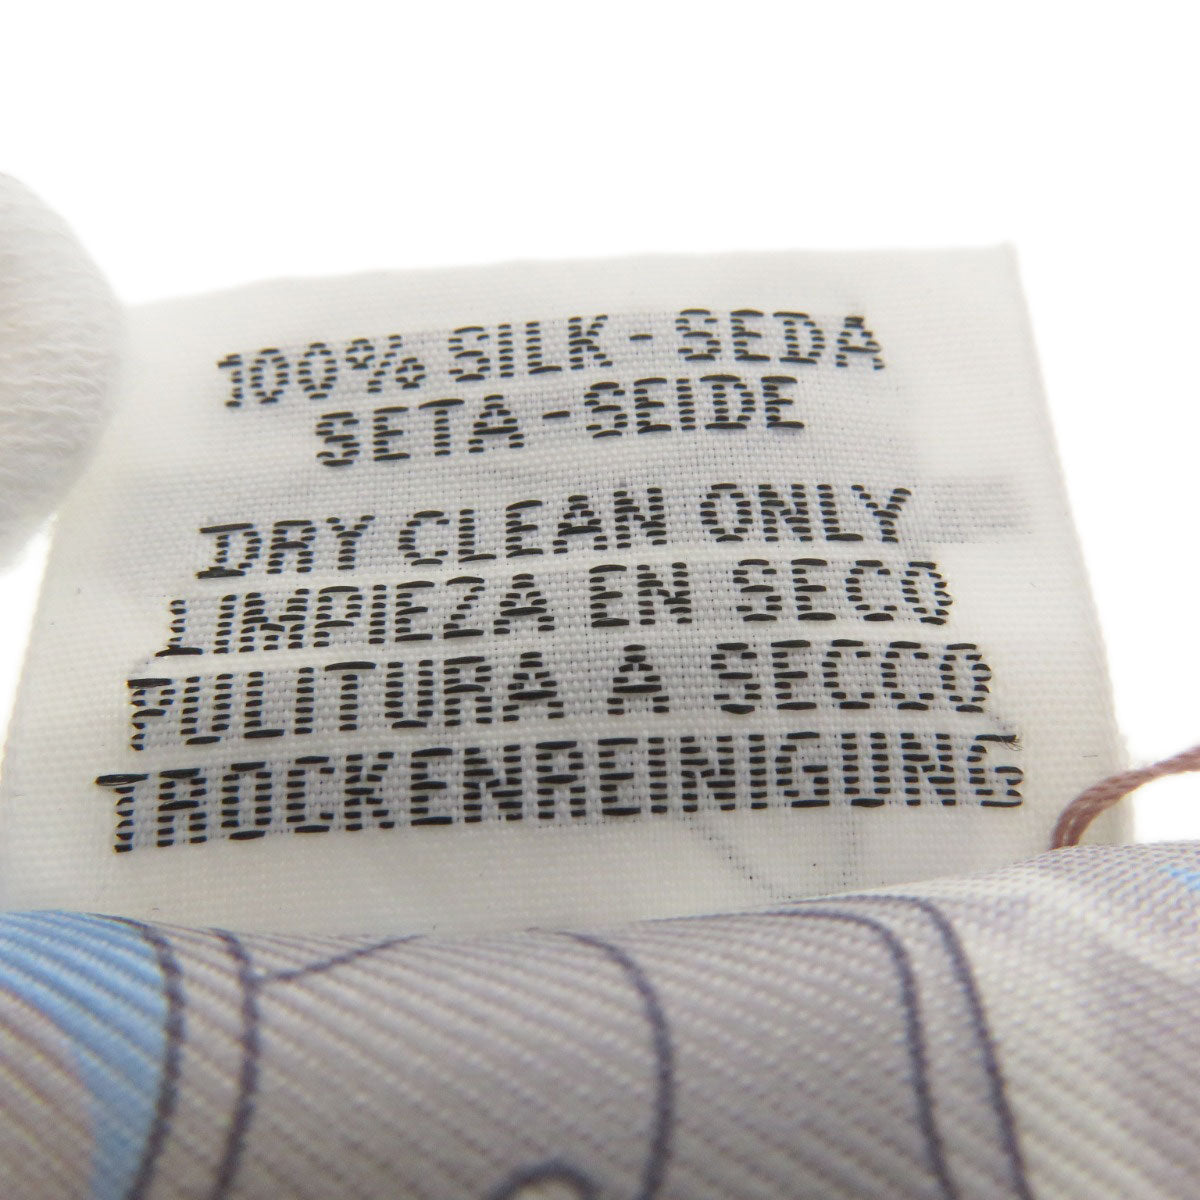 100% SILK - SEDA
SETA - SEIDE
DRY CLEAN ONLY
LIMPIEZA EN SECO
PULITURA A SECCO
TROCKENREINIGUNG